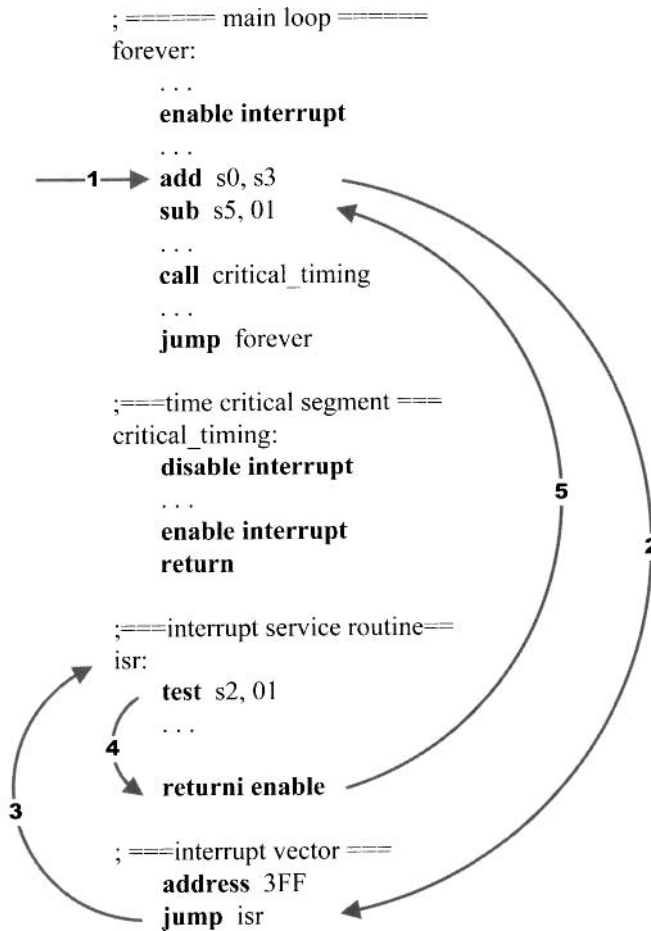 ; ====== main loop ======
forever:
. . .
enable interrupt
. . .
1
add s0, s3
sub s5, 01
. . .
call critical_timing
. . .
jump forever
;===time critical segment ===
critical_timing:
disable interrupt
. . .
5
enable interrupt
2
return
;===interrupt service routine==
isr:
test s2, 01
. . .
4
returni enable
3
; ===interrupt vector ===
address 3FF
jump isr